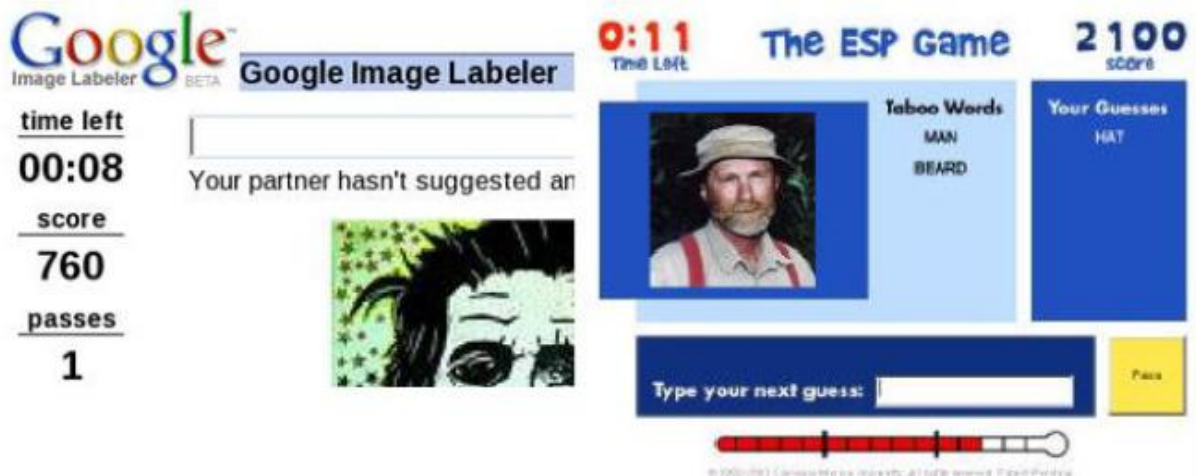 Google
Image Labeler BETA
Google Image Labeler
time left
00:08
Your partner hasn't suggested an
score
760
passes
1
0:11
Time Left
The ESP Game
2100
score
Taboo Words
MAN
BEARD
Your Guesses
HAT
Type your next guess:
Pass